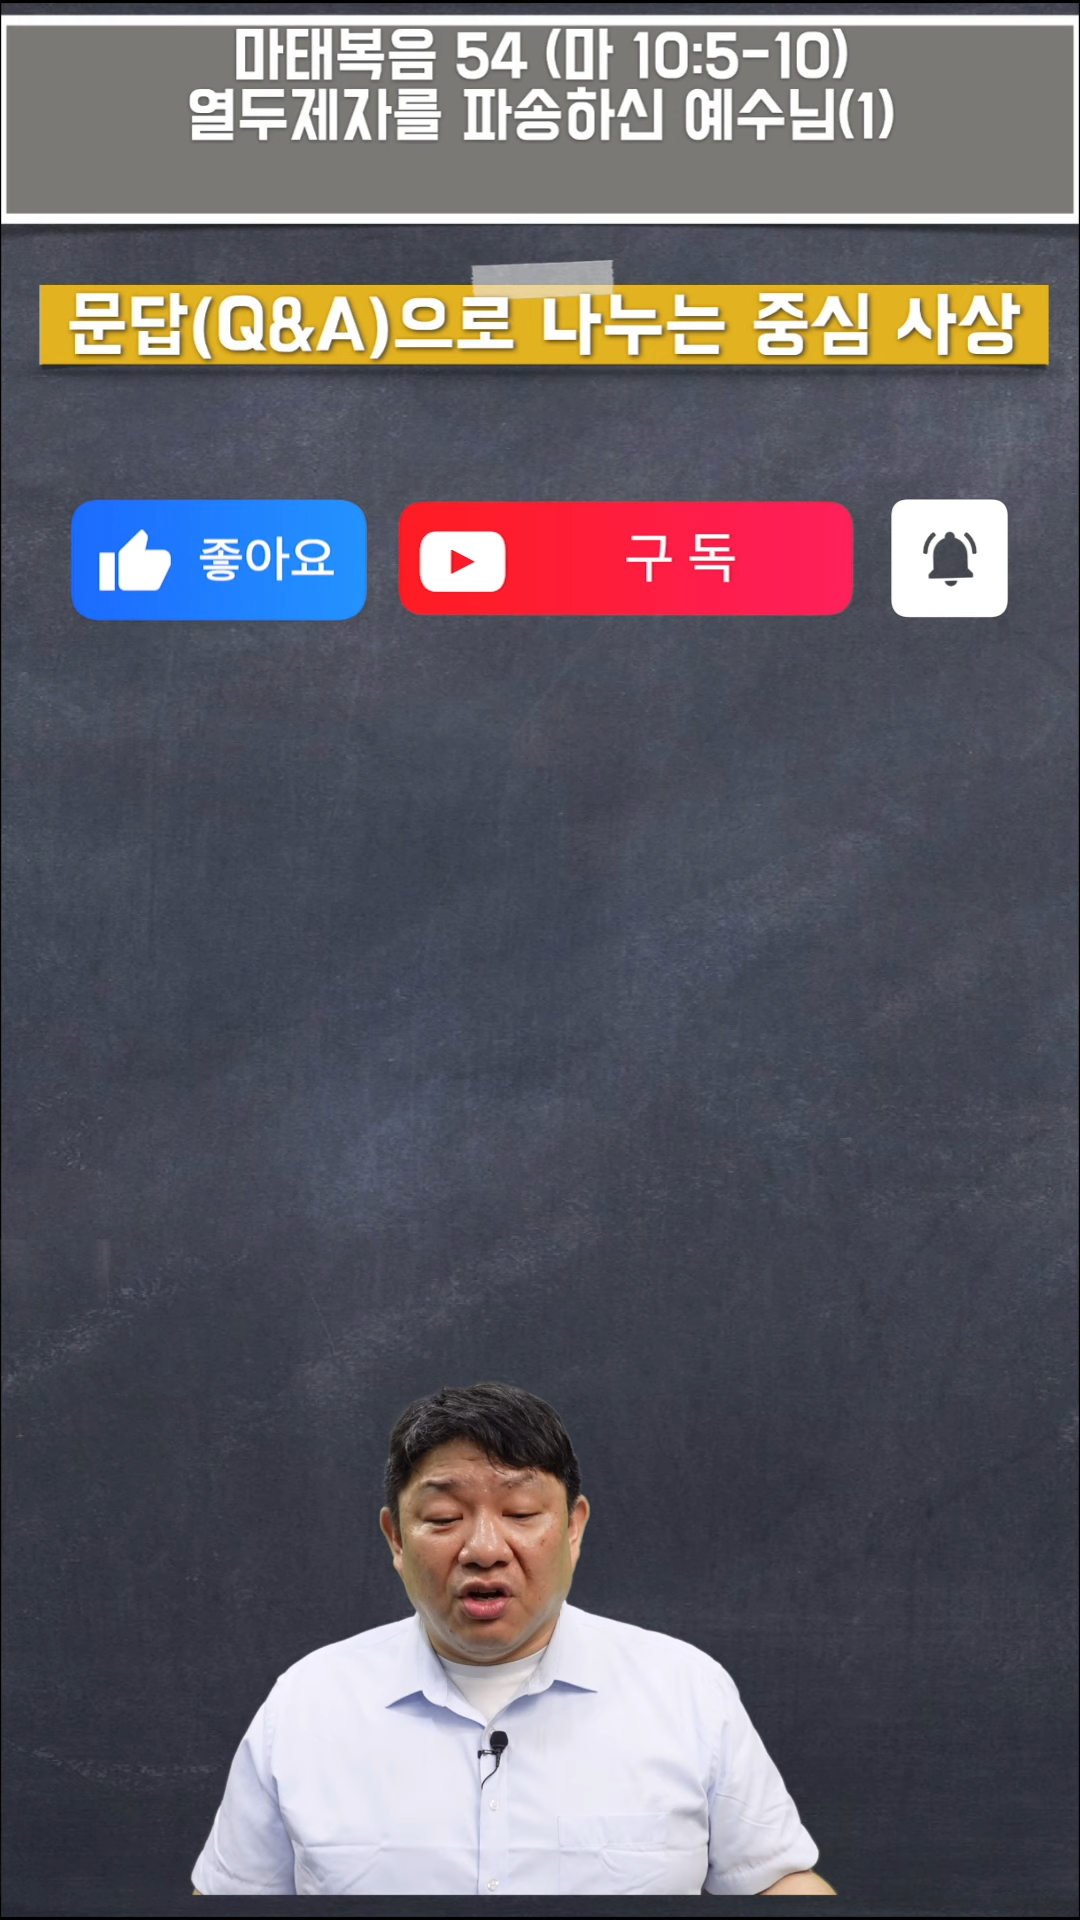 마태복음 54 (마 10:5-10)
열두제자를 파송하신 예수님(1)
문답(Q&A)으로 나누는 중심 사상
좋아요
구 독